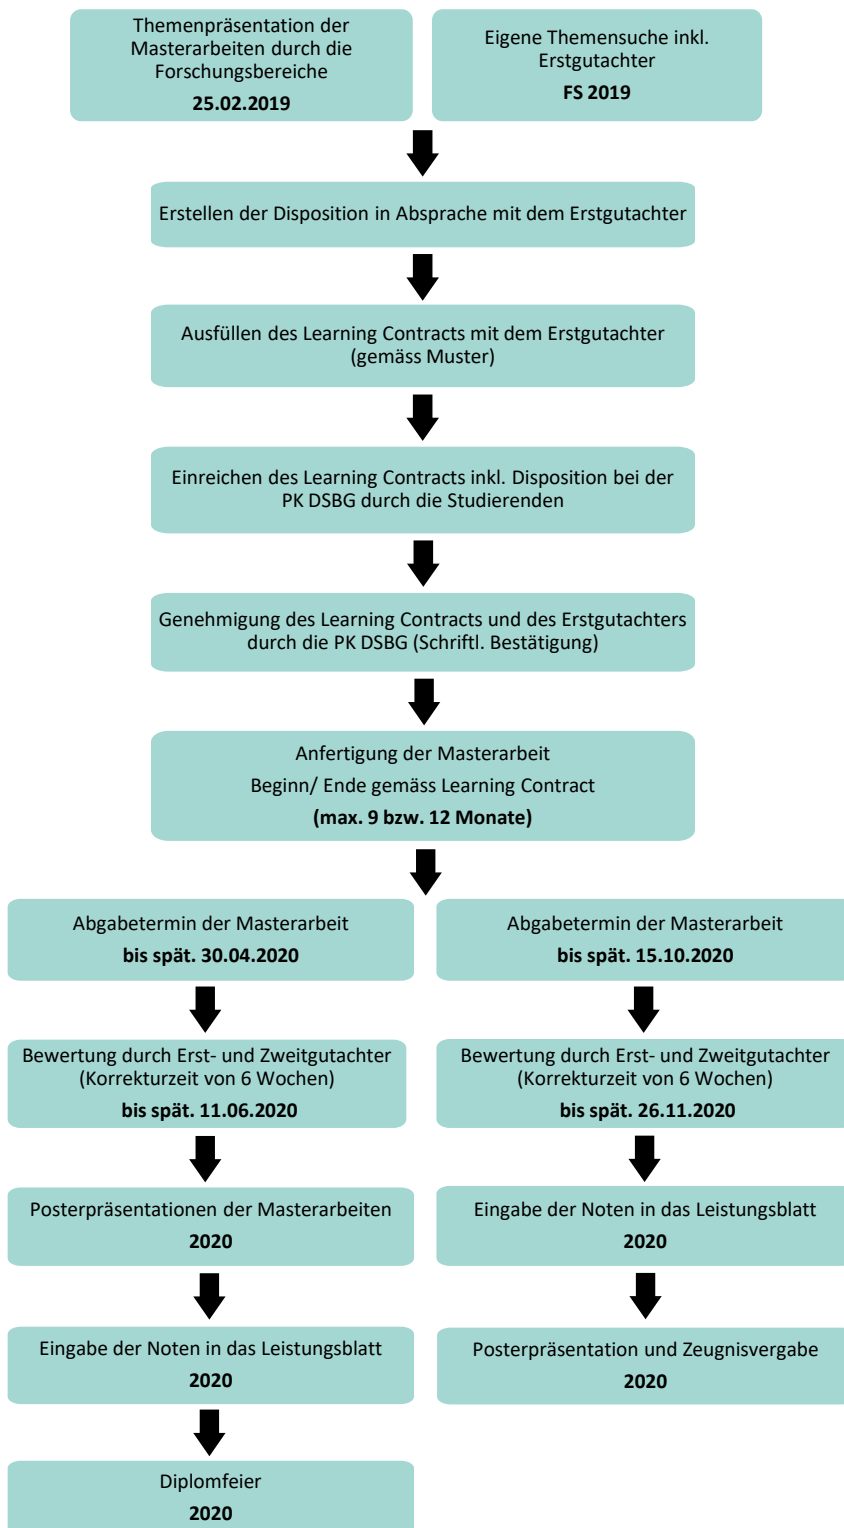 Themenpräsentation der
Masterarbeiten durch die
Forschungsbereiche
25.02.2019
Eigene Themensuche inkl.
Erstgutachter
FS 2019
Erstellen der Disposition in Absprache mit dem Erstgutachter
Ausfüllen des Learning Contracts mit dem Erstgutachter
(gemäss Muster)
Einreichen des Learning Contracts inkl. Disposition bei der
PK DSBG durch die Studierenden
Genehmigung des Learning Contracts und des Erstgutachters
durch die PK DSBG (Schriftl. Bestätigung)
Anfertigung der Masterarbeit
Beginn/ Ende gemäss Learning Contract
(max. 9 bzw. 12 Monate)
Abgabetermin der Masterarbeit
bis spät. 30.04.2020
Abgabetermin der Masterarbeit
bis spät. 15.10.2020
Bewertung durch Erst- und Zweitgutachter
(Korrekturzeit von 6 Wochen)
bis spät. 11.06.2020
Bewertung durch Erst- und Zweitgutachter
(Korrekturzeit von 6 Wochen)
bis spät. 26.11.2020
Posterpräsentationen der Masterarbeiten
2020
Eingabe der Noten in das Leistungsblatt
2020
Eingabe der Noten in das Leistungsblatt
2020
Posterpräsentation und Zeugnisvergabe
2020
Diplomfeier
2020